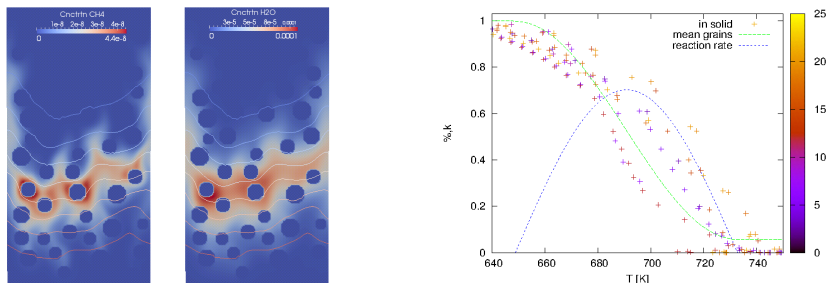 Cnctrtn CH4
1e-8 2e-8 3e-8 4e-8
0 4.4e-8
Cnctrtn H2O
3e-5 5e-5 8e-5 0.0001
0 0.0001
1
0.8
0.6
0.4
0.2
0
%,k
640 660 680 700 720 740
T [K]
in solid
mean grains
reaction rate
25
20
15
10
5
0